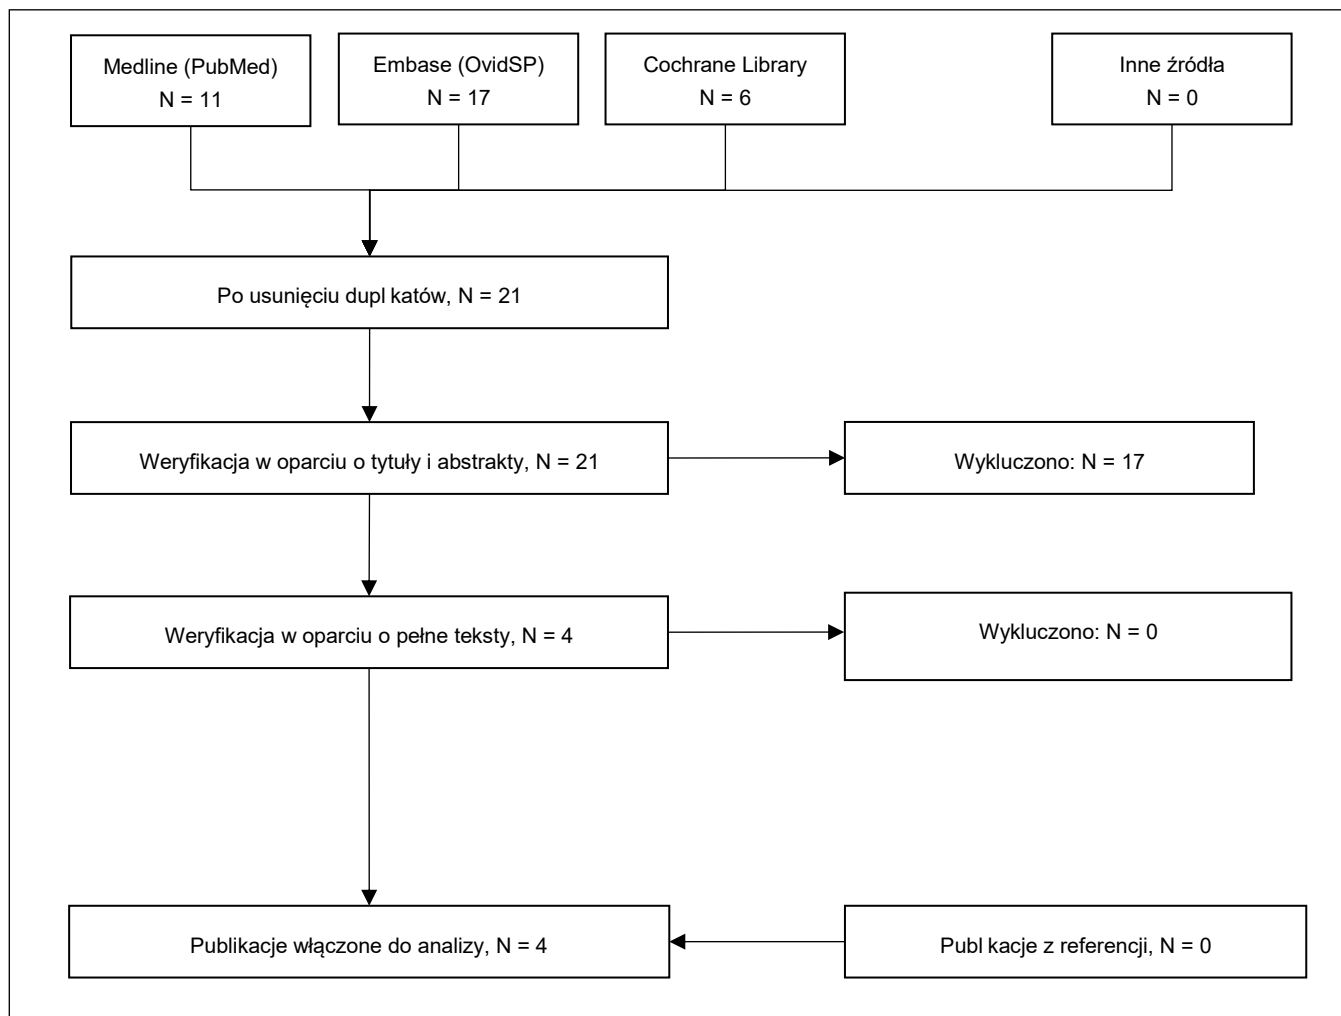 Medline (PubMed)
N = 11
Embase (OvidSP)
N = 17
Cochrane Library
N = 6
Inne źródła
N = 0
Po usunięciu dupl katów, N = 21
Weryfikacja w oparciu o tytuły i abstrakty, N = 21
Wykluczono: N = 17
Weryfikacja w oparciu o pełne teksty, N = 4
Wykluczono: N = 0
Publikacje włączone do analizy, N = 4
Publ kacje z referencji, N = 0